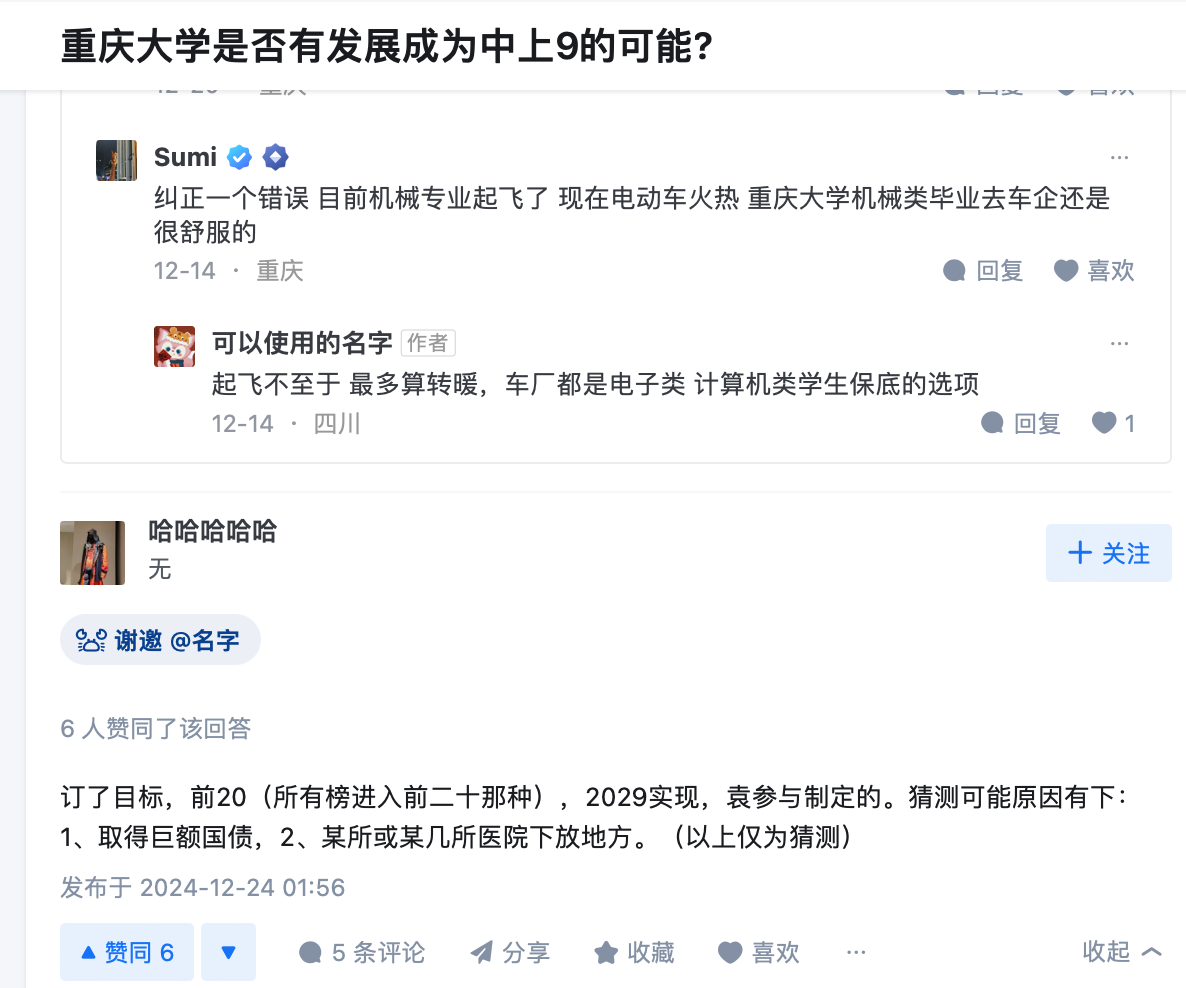 重庆大学是否有发展成为中上9的可能?
Sumi
纠正一个错误 目前机械专业起飞了 现在电动车火热 重庆大学机械类毕业去车企还是
很舒服的
12-14 · 重庆
回复
喜欢
可以使用的名字 作者
起飞不至于 最多算转暖，车厂都是电子类 计算机类学生保底的选项
12-14 · 四川
回复
1
哈哈哈哈哈
无
+ 关注
谢邀 @名字
6 人赞同了该回答
订了目标，前20（所有榜进入前二十那种），2029实现，袁参与制定的。猜测可能原因有下：
1、取得巨额国债，2、某所或某几所医院下放地方。（以上仅为猜测）
发布于 2024-12-24 01:56
赞同 6
5 条评论
分享
收藏
喜欢
收起